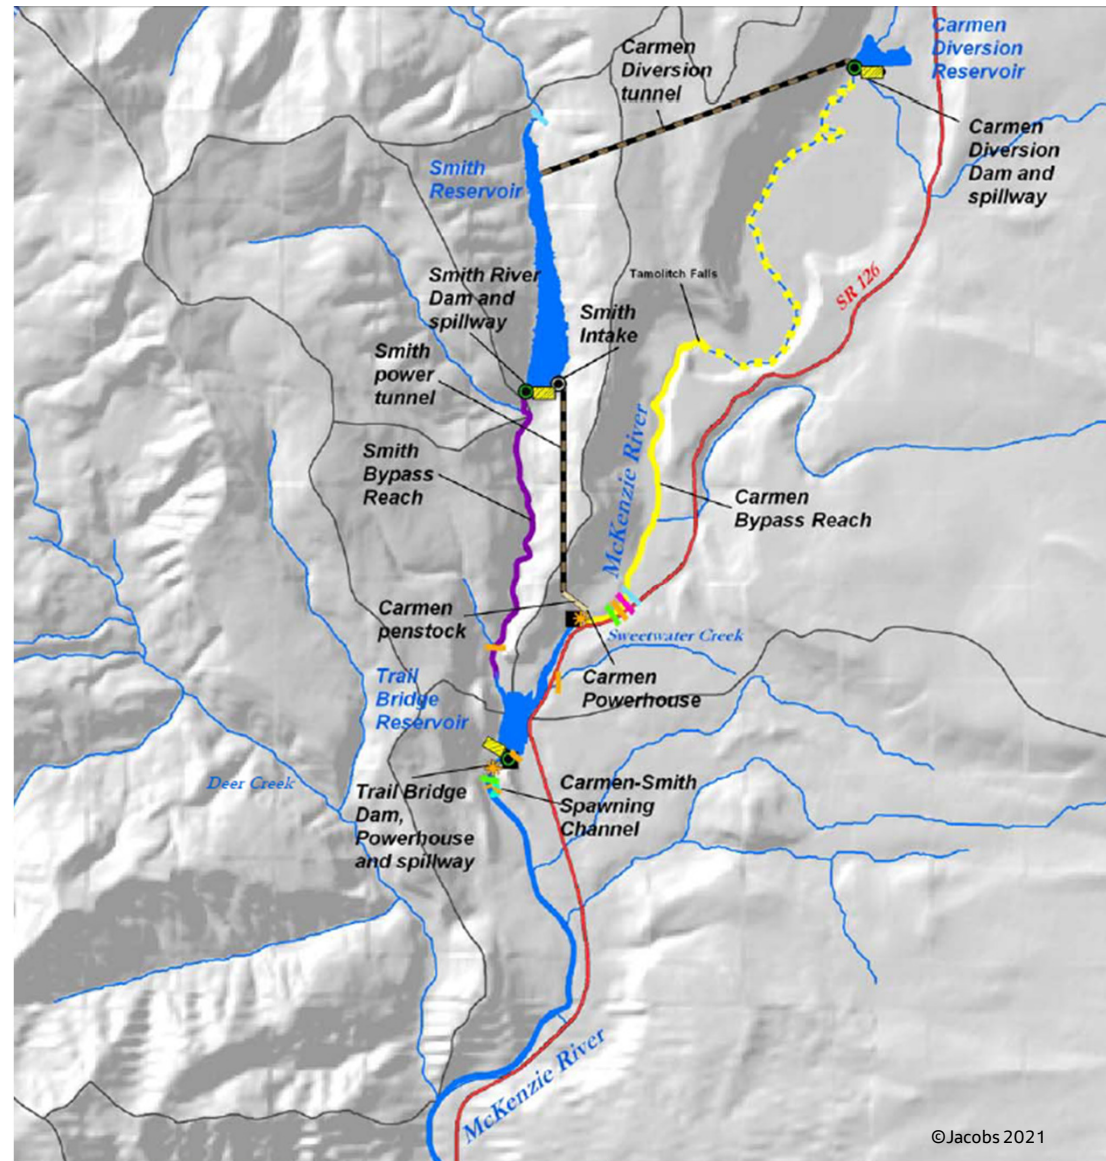 Carmen
Diversion
tunnel
Carmen
Diversion
Reservoir
Carmen
Diversion
Dam and
spillway
Smith
Reservoir
Smith River
Dam and
spillway
Tamolitch Falls
SR 126
Smith
Intake
Smith
power
tunnel
Smith
Bypass
Reach
McKenzie River
Carmen
Bypass Reach
Carmen
penstock
Sweetwater Creek
Trail
Bridge
Reservoir
Carmen
Powerhouse
Deer Creek
Trail Bridge
Dam,
Powerhouse
and spillway
Carmen-Smith
Spawning
Channel
McKenzie River
©Jacobs 2021